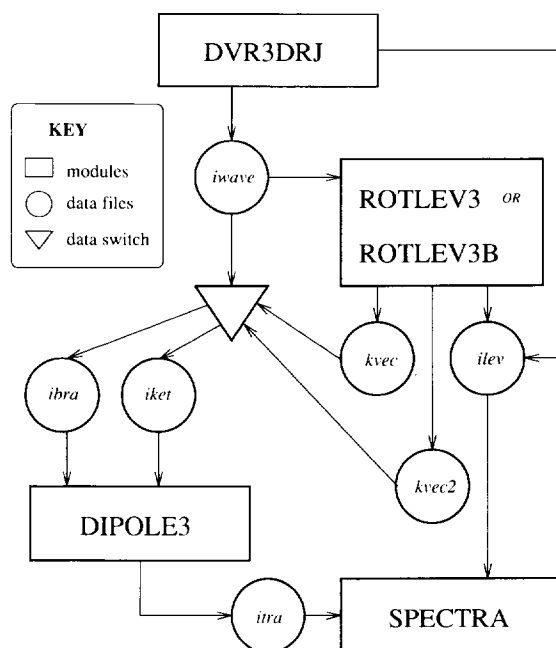 DVR3DRJ
KEY
modules
data files
data switch
iwave
ROTLEV3 OR
ROTLEV3B
ibra
iket
kvec
ilev
kvec2
DIPOLE3
itra
SPECTRA